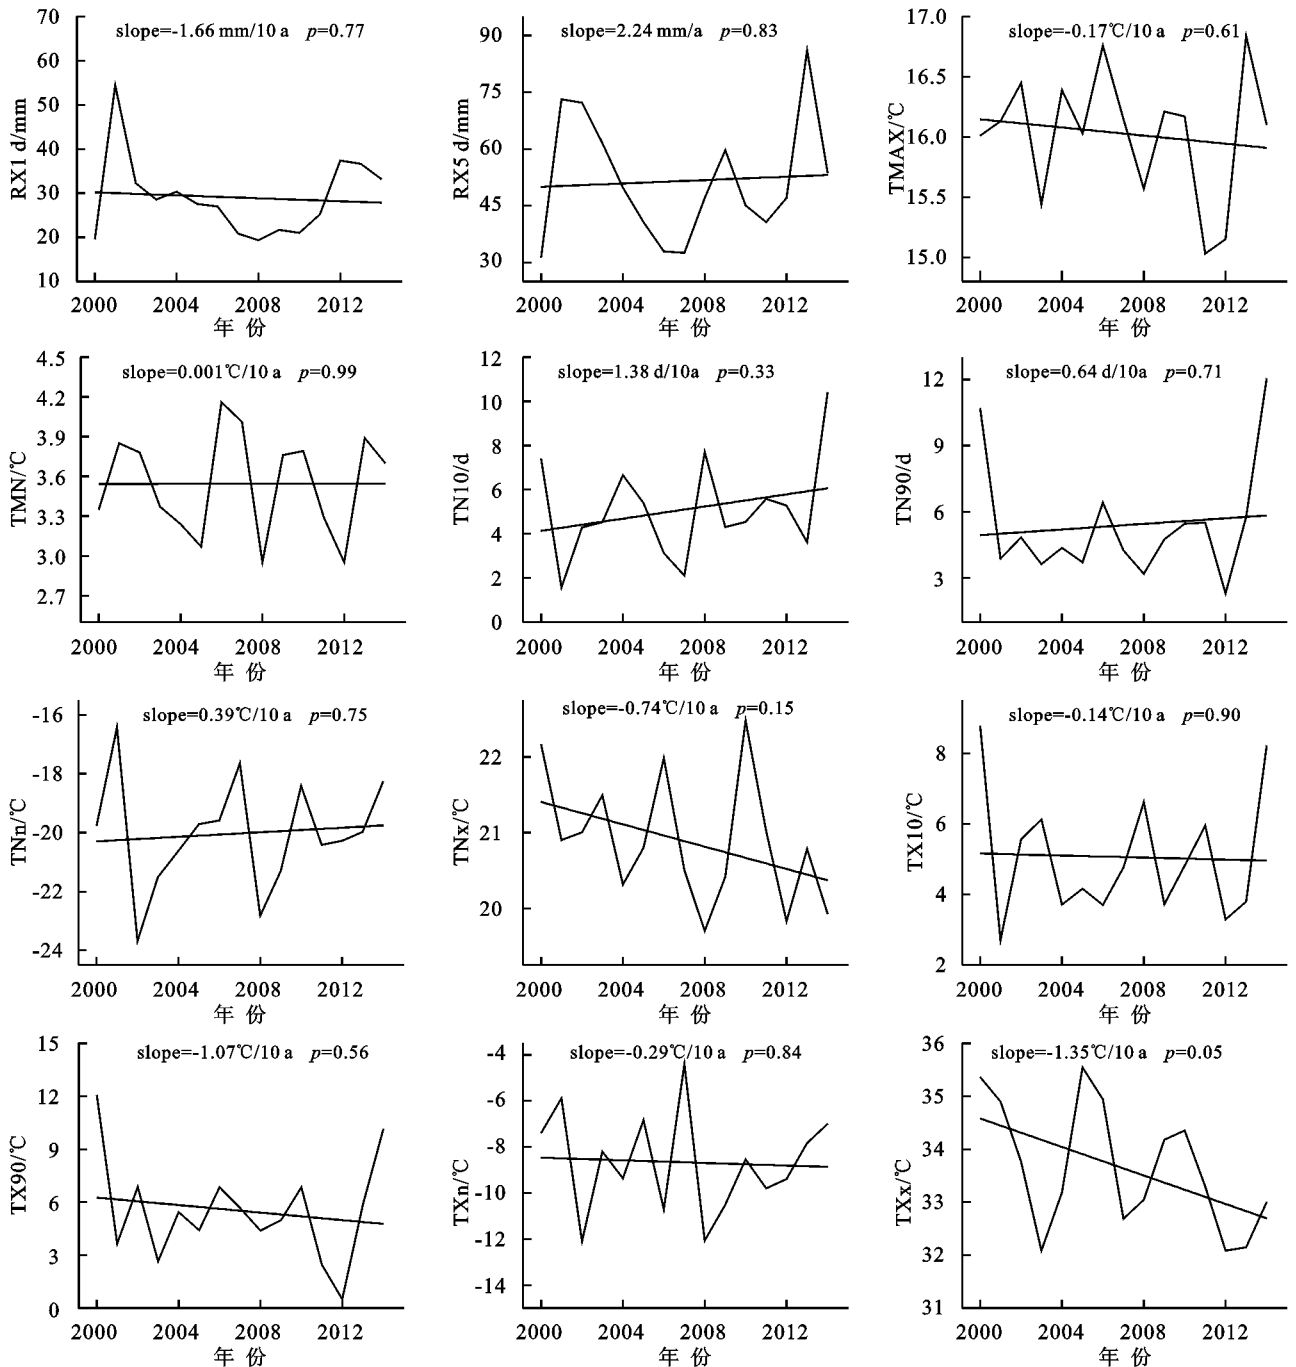 slope=-1.66 mm/10 a p=0.77
RX1 d/mm
70
60
50
40
30
20
10
2000 2004 2008 2012
年 份
slope=2.24 mm/a p=0.83
RX5 d/mm
90
75
60
45
30
2000 2004 2008 2012
年 份
slope=-0.17℃/10 a p=0.61
TMAX/℃
17.0
16.5
16.0
15.5
15.0
2000 2004 2008 2012
年 份
slope=0.001℃/10 a p=0.99
TMN/℃
4.5
4.2
3.9
3.6
3.3
3.0
2.7
2000 2004 2008 2012
年 份
slope=1.38 d/10a p=0.33
TN10/d
12
10
8
6
4
2
0
2000 2004 2008 2012
年 份
slope=0.64 d/10a p=0.71
TN90/d
12
9
6
3
2000 2004 2008 2012
年 份
slope=0.39℃/10 a p=0.75
TNn/℃
-16
-18
-20
-22
-24
2000 2004 2008 2012
年 份
slope=-0.74℃/10 a p=0.15
TNx/℃
22
21
20
2000 2004 2008 2012
年 份
slope=-0.14℃/10 a p=0.90
TX10/℃
8
6
4
2
2000 2004 2008 2012
年 份
slope=-1.07℃/10 a p=0.56
TX90/℃
15
12
9
6
3
0
2000 2004 2008 2012
年 份
slope=-0.29℃/10 a p=0.84
TXn/℃
-4
-6
-8
-10
-12
-14
2000 2004 2008 2012
年 份
slope=-1.35℃/10 a p=0.05
TXx/℃
36
35
34
33
32
31
2000 2004 2008 2012
年 份